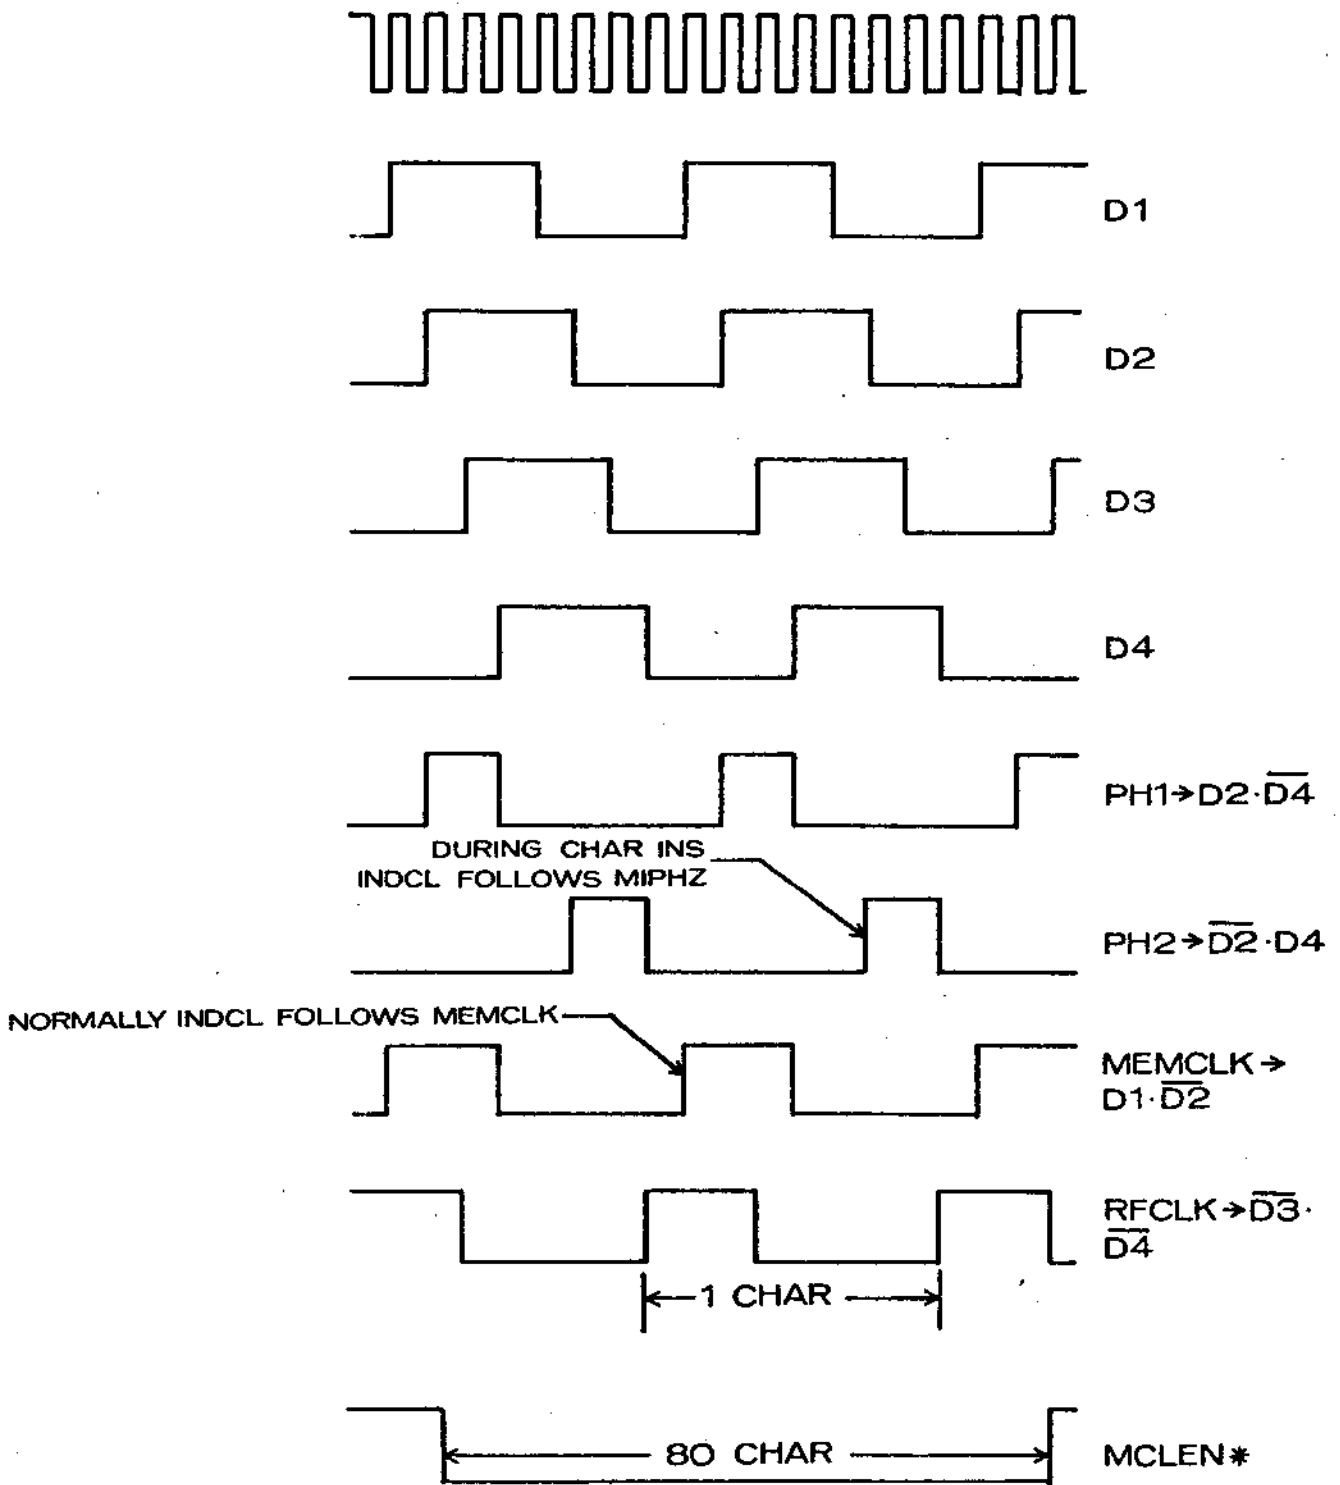 D1
D2
D3
D4
PH1→D2·D̅4̅
DURING CHAR INS
INDCL FOLLOWS MIPHZ
PH2→D̅2̅·D4
NORMALLY INDCL FOLLOWS MEMCLK
MEMCLK→
D1·D̅2̅
RFCLK→D̅3̅·
D̅4̅
1 CHAR
80 CHAR
MCLEN*